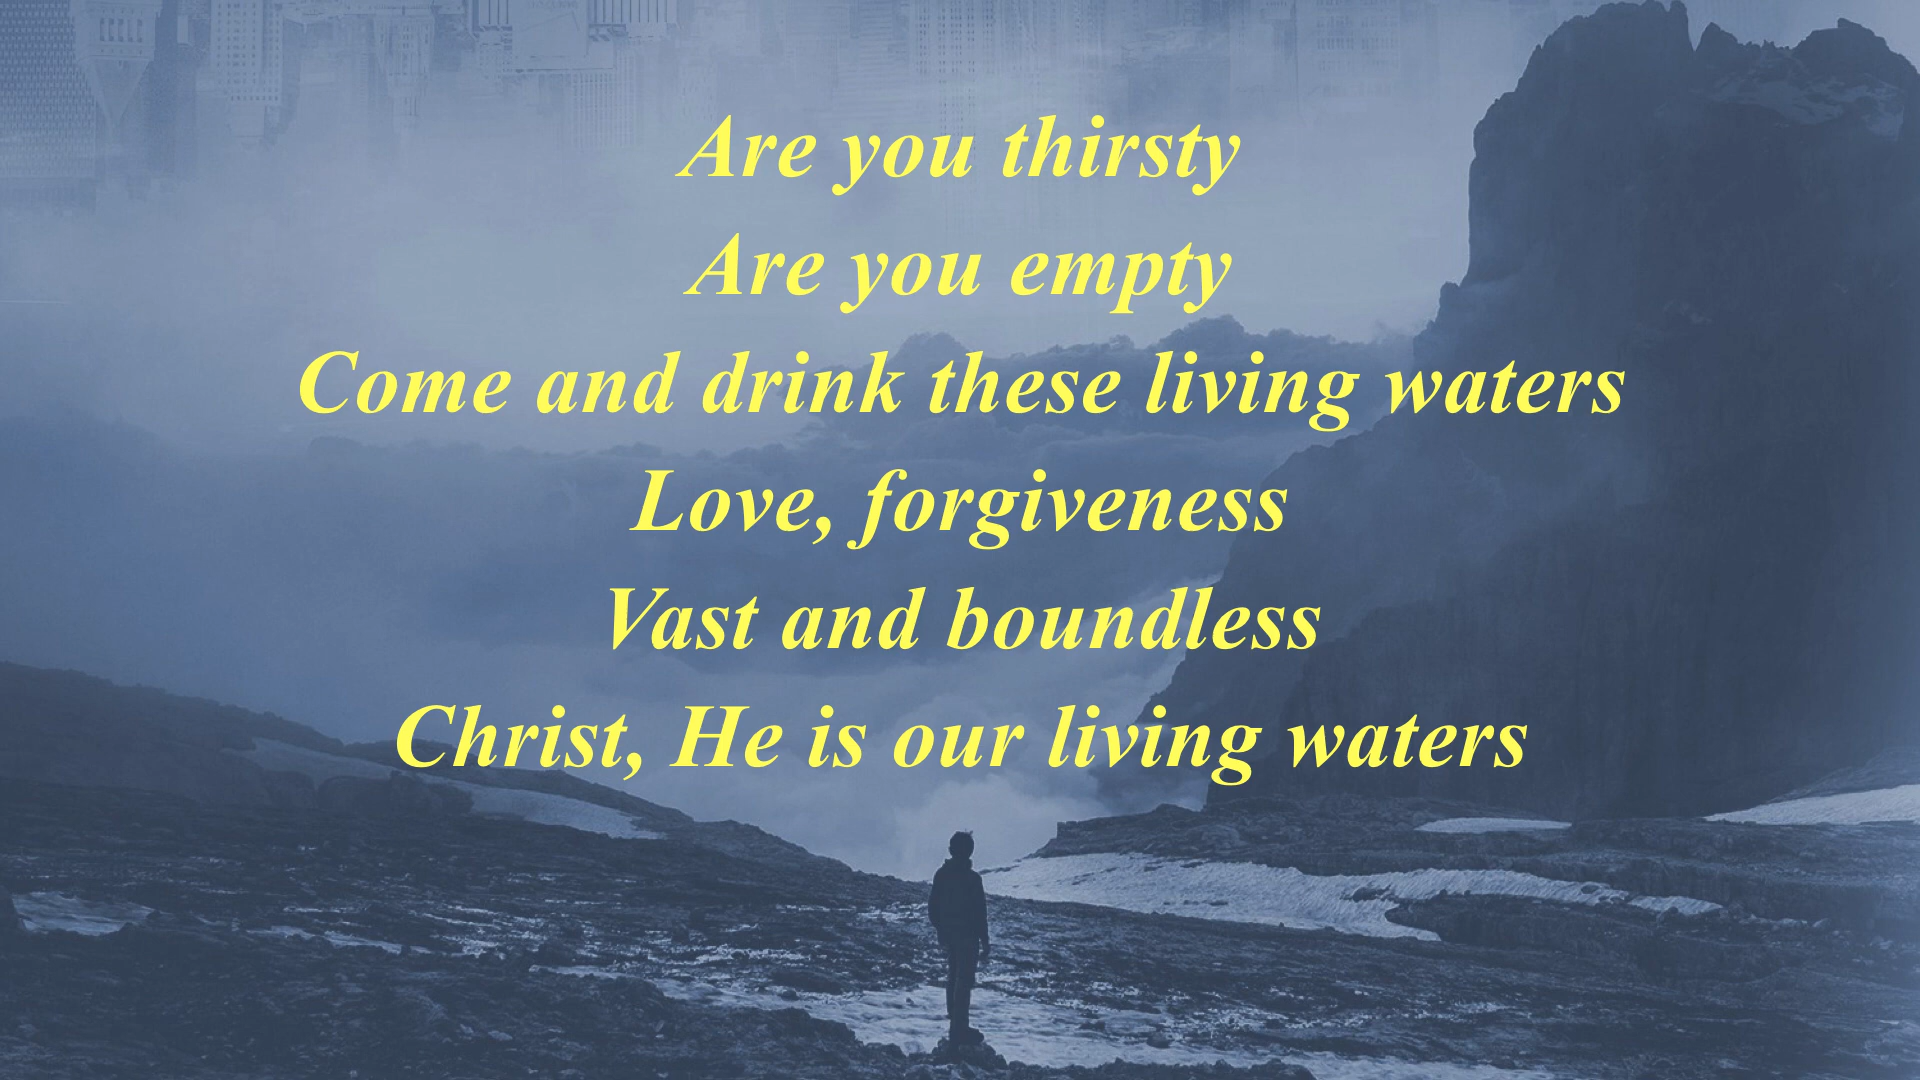 Are you thirsty
Are you empty
Come and drink these living waters
Love, forgiveness
Vast and boundless
Christ, He is our living waters